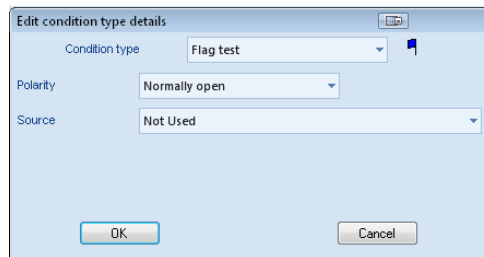 Edit condition type details
Condition type Flag test
Polarity Normally open
Source Not Used
OK Cancel